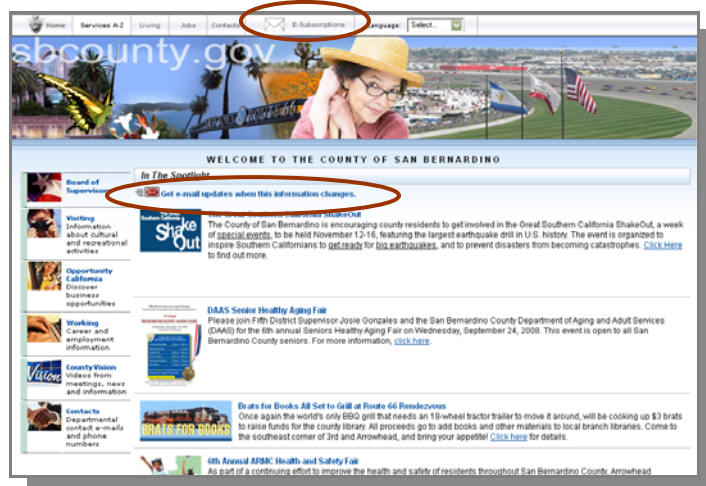 Home Services A-Z Living Jobs Contacts E-Subscriptions Language: Select...
sbcounty.gov
WELCOME TO THE COUNTY OF SAN BERNARDINO
In The Spotlight
Get e-mail updates when this information changes.
Board of
Supervisors
Visiting
Information
about cultural
and recreational
activities
Opportunity
California
Discover
business
opportunities
Working
Career and
employment
information
County Vision
Videos from
meetings, news
and information
Contacts
Departmental
contact e-mails
and phone
numbers
Vision
Shake
Out
The Great Southern California ShakeOut
The County of San Bernardino is encouraging county residents to get involved in the Great Southern California ShakeOut, a week
of special events, to be held November 12-16, featuring the largest earthquake drill in U.S. history. The event is organized to
inspire Southern Californians to get ready for big earthquakes, and to prevent disasters from becoming catastrophes. Click Here
to find out more.
DAAS Senior Healthy Aging Fair
Please join Fifth District Supervisor Josie Gonzales and the San Bernardino County Department of Aging and Adult Services
(DAAS) for the 6th annual Seniors Healthy Aging Fair on Wednesday, September 24, 2008. This event is open to all San
Bernardino County seniors. For more information, click here.
BRATS FOR BOOKS
Brats for Books All Set to Grill at Route 66 Rendezvous
Once again the world's only BBQ grill that needs an 18-wheel tractor trailer to move it around, will be cooking up $3 brats
to raise funds for the county library. All proceeds go to add books and other materials to local branch libraries. Come to
the southeast corner of 3rd and Arrowhead, and bring your appetite! Click here for details.
6th Annual ARMC Health and Safety Fair
As part of a continuing effort to improve the health and safety of residents throughout San Bernardino County, Arrowhead